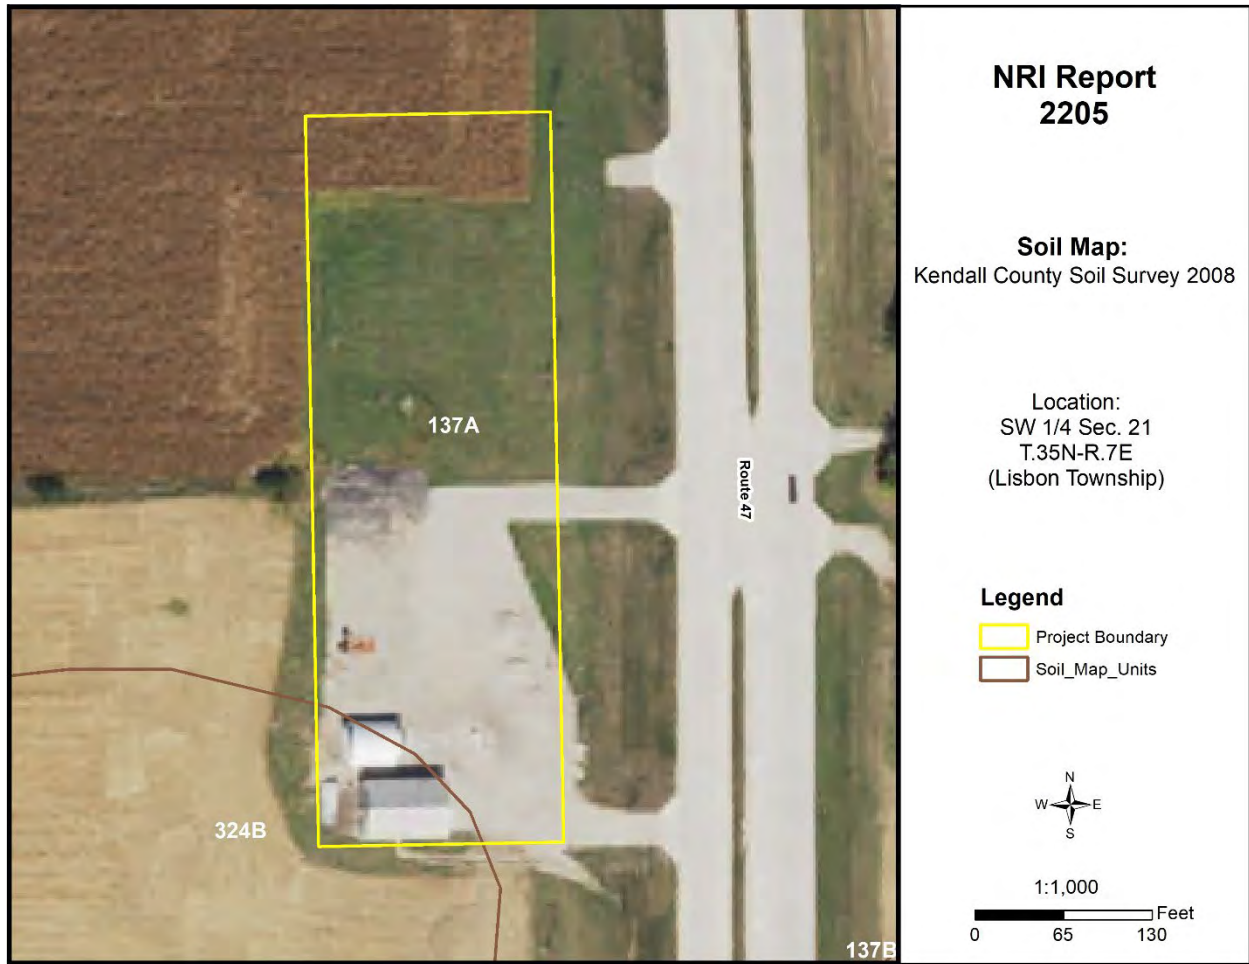 NRI Report
2205
Soil Map:
Kendall County Soil Survey 2008
Location:
SW 1/4 Sec. 21
T.35N-R.7E
(Lisbon Township)
Legend
Project Boundary
Soil_Map_Units
N
W E
S
1:1,000
Feet
0 65 130
137A
Route 47
324B
137B